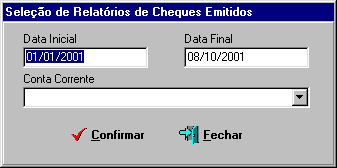 Seleção de Relatórios de Cheques Emitidos
Data Inicial Data Final
01/01/2001 08/10/2001
Conta Corrente
Confirmar Fechar